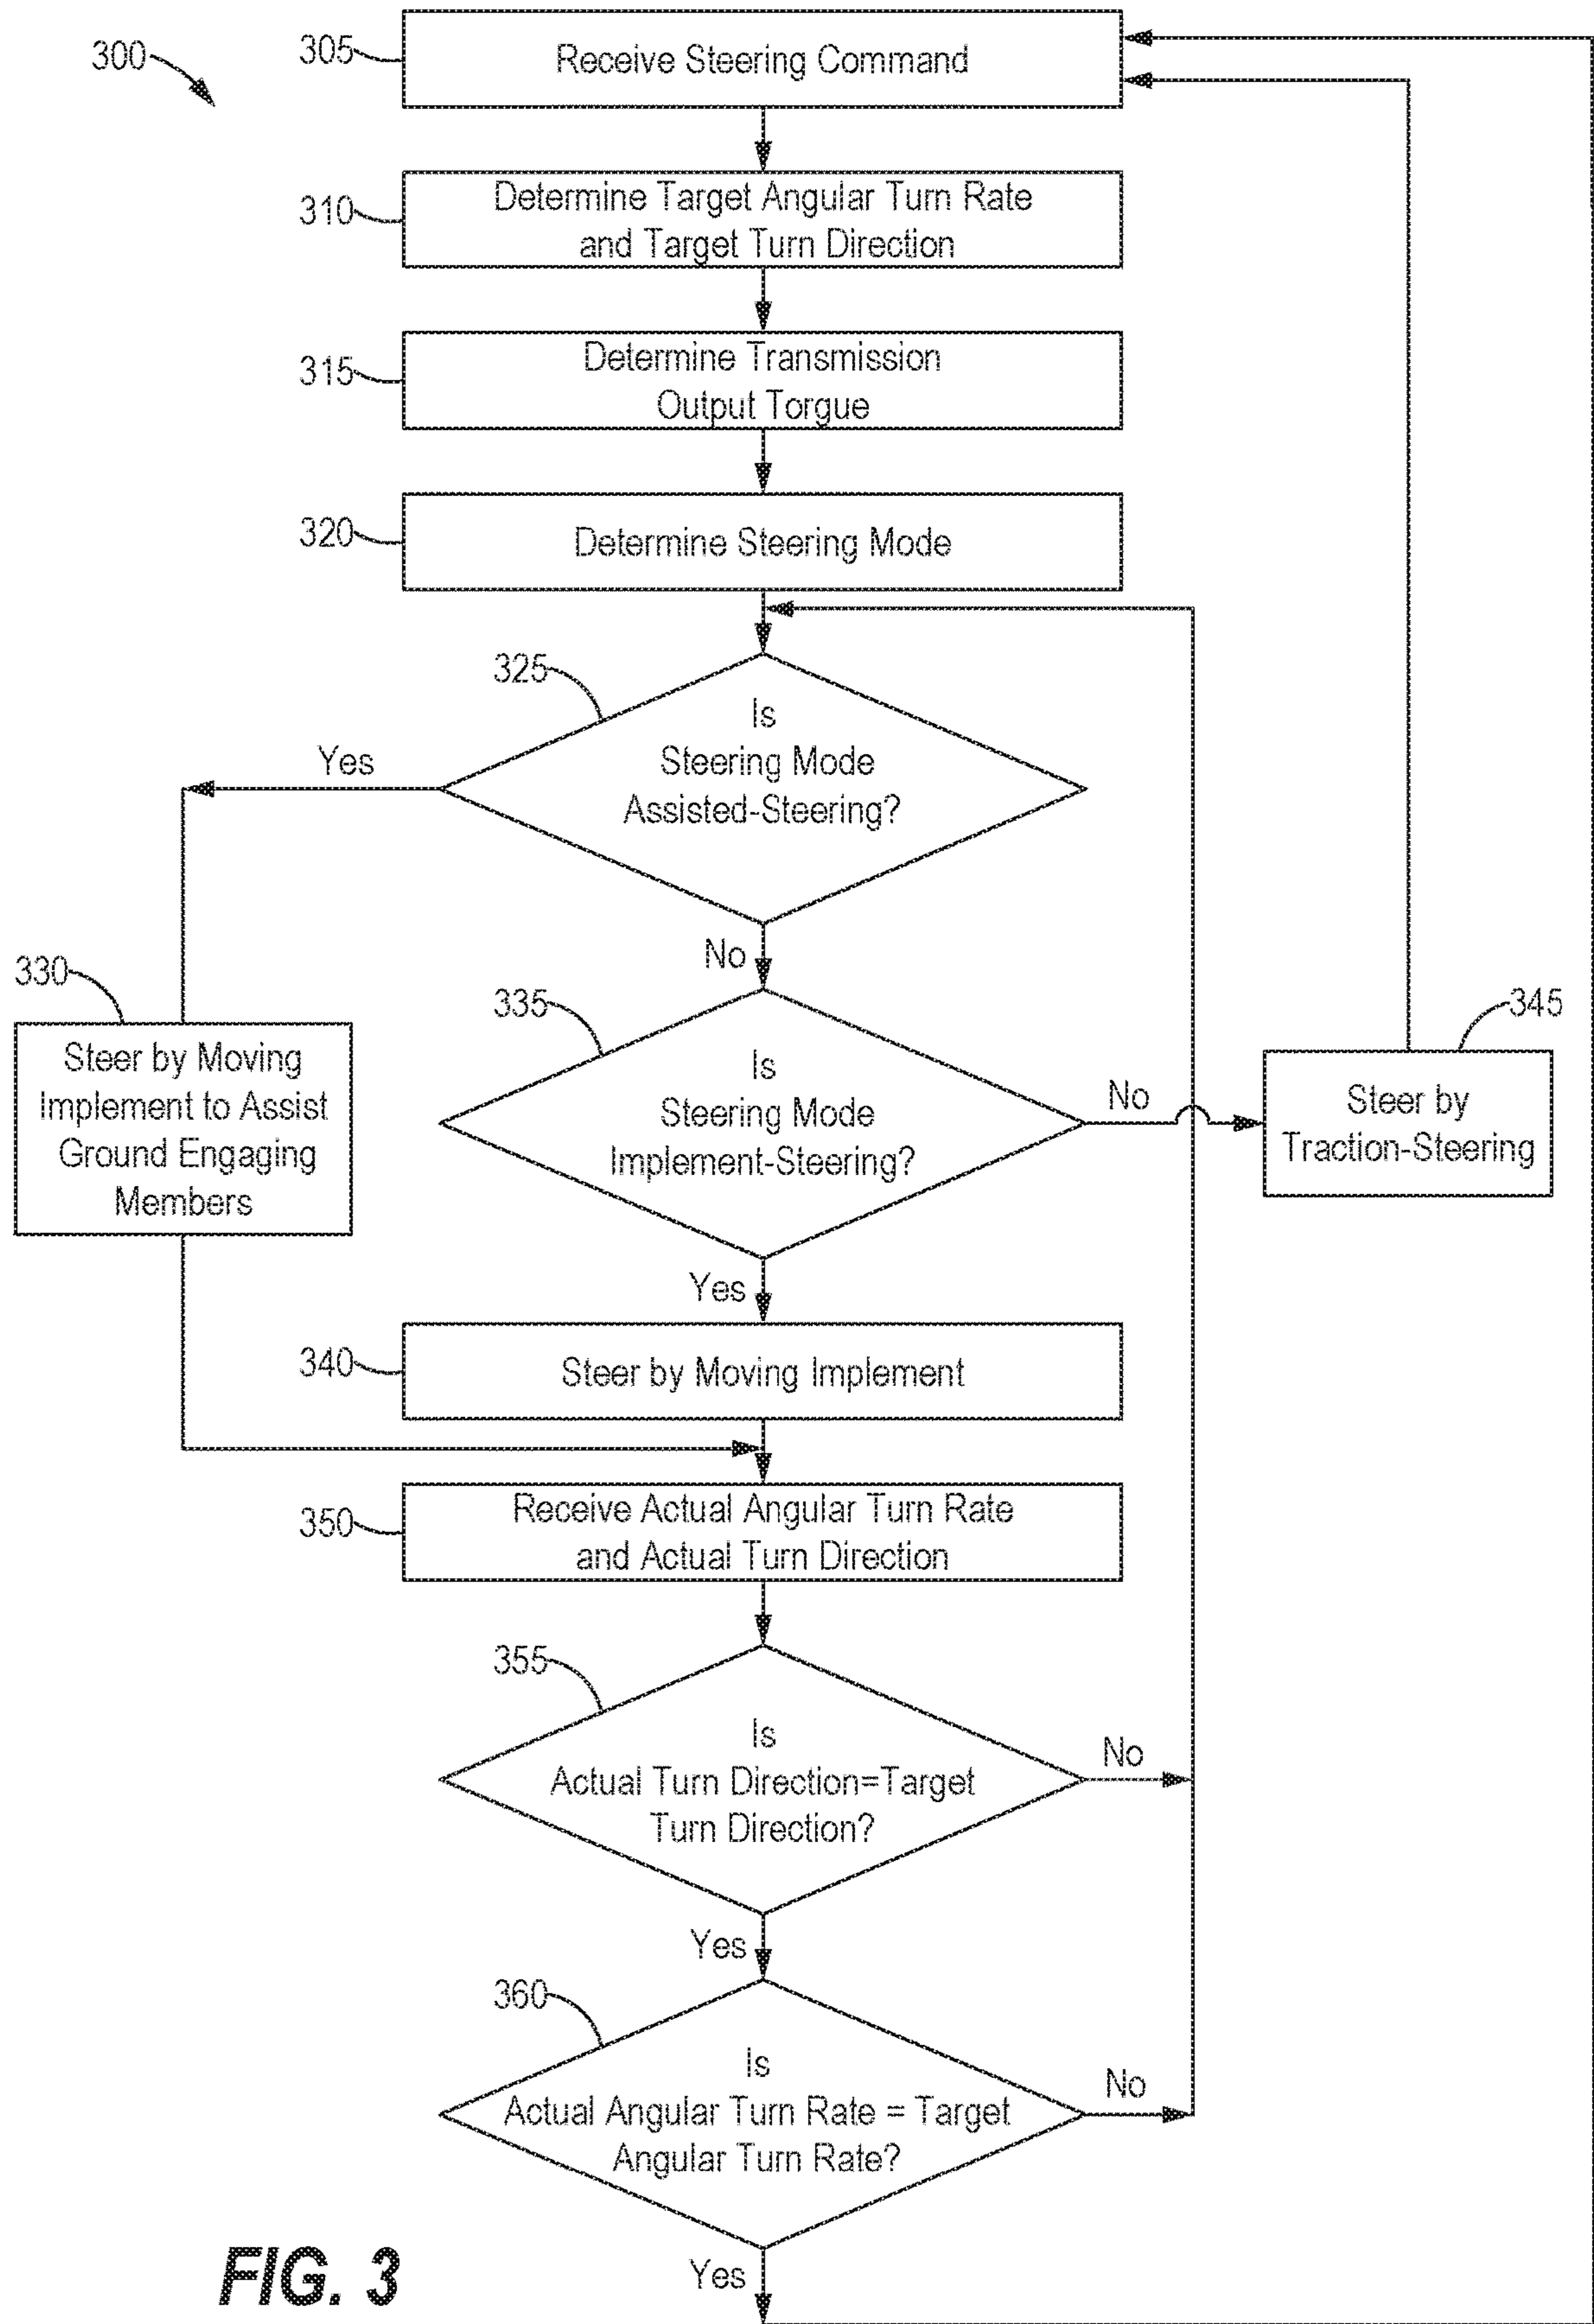 300
305
Receive Steering Command
310
Determine Target Angular Turn Rate
and Target Turn Direction
315
Determine Transmission
Output Torgue
320
Determine Steering Mode
325
Is
Steering Mode
Assisted-Steering?
Yes
No
330
Steer by Moving
Implement to Assist
Ground Engaging
Members
335
Is
Steering Mode
Implement-Steering?
No
345
Steer by
Traction-Steering
Yes
340
Steer by Moving Implement
350
Receive Actual Angular Turn Rate
and Actual Turn Direction
355
Is
Actual Turn Direction=Target
Turn Direction?
No
Yes
360
Is
Actual Angular Turn Rate = Target
Angular Turn Rate?
No
Yes
FIG. 3